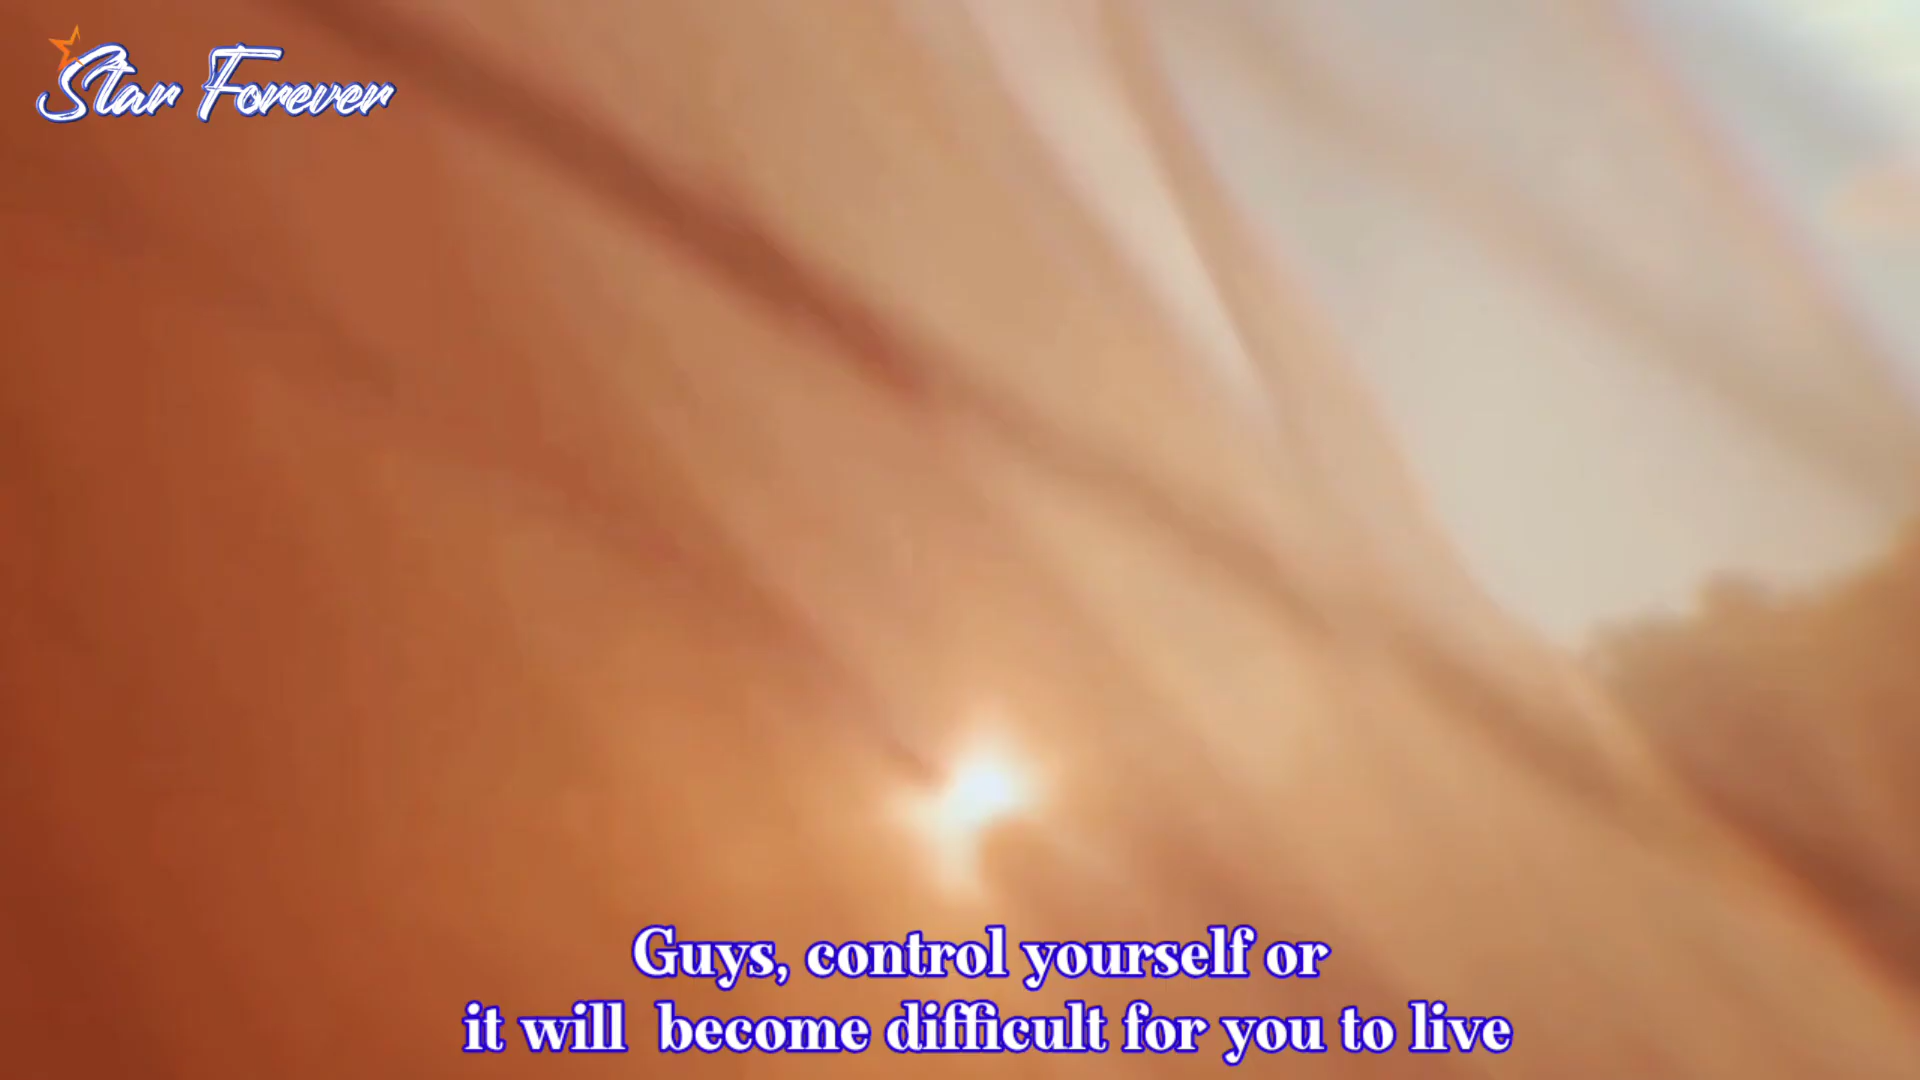 Star Forever
Guys, control yourself or
it will become difficult for you to live